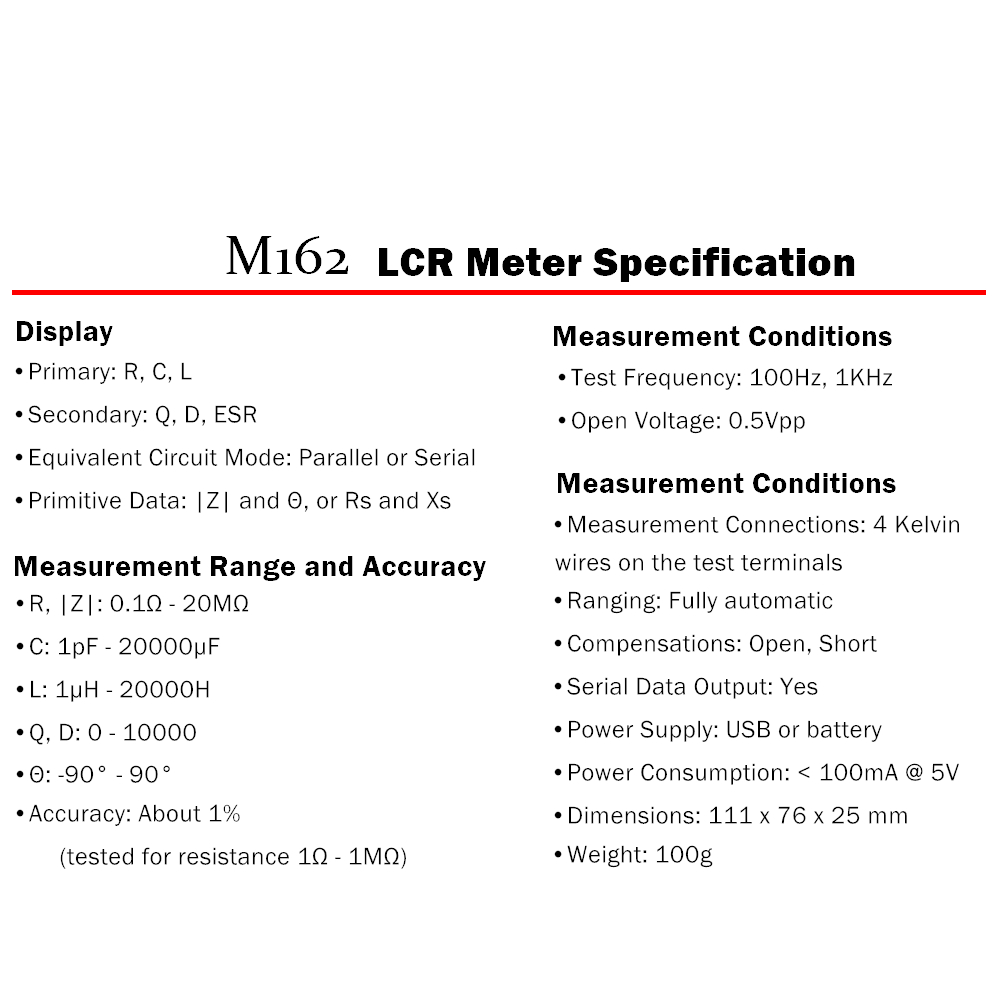 M162 LCR Meter Specification
Display
•Primary: R, C, L
•Secondary: Q, D, ESR
•Equivalent Circuit Mode: Parallel or Serial
•Primitive Data: |Z| and Θ, or Rs and Xs
Measurement Range and Accuracy
•R, |Z|: 0.1Ω - 20MΩ
•C: 1pF - 20000µF
•L: 1µH - 20000H
•Q, D: 0 - 10000
•Θ: -90° - 90°
•Accuracy: About 1%
(tested for resistance 1Ω - 1MΩ)
Measurement Conditions
•Test Frequency: 100Hz, 1KHz
•Open Voltage: 0.5Vpp
Measurement Conditions
•Measurement Connections: 4 Kelvin
wires on the test terminals
•Ranging: Fully automatic
•Compensations: Open, Short
•Serial Data Output: Yes
•Power Supply: USB or battery
•Power Consumption: < 100mA @ 5V
•Dimensions: 111 x 76 x 25 mm
•Weight: 100g